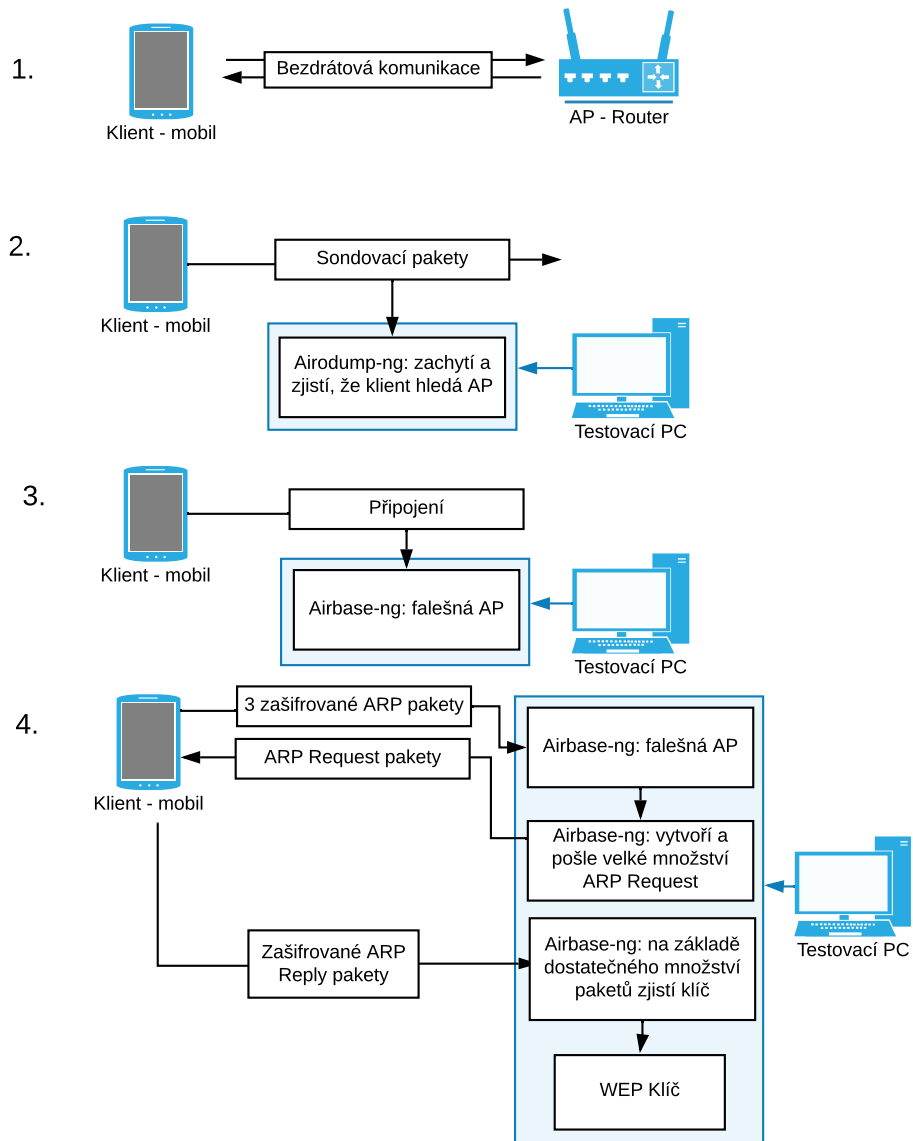 1.
Bezdrátová komunikace
Klient - mobil
AP - Router
2.
Sondovací pakety
Klient - mobil
Airodump-ng: zachytí a
zjistí, že klient hledá AP
Testovací PC
3.
Připojení
Klient - mobil
Airbase-ng: falešná AP
Testovací PC
4.
3 zašifrované ARP pakety
Airbase-ng: falešná AP
ARP Request pakety
Klient - mobil
Airbase-ng: vytvoří a
pošle velké množství
ARP Request
Testovací PC
Zašifrované ARP
Reply pakety
Airbase-ng: na základě
dostatečného množství
paketů zjistí klíč
WEP Klíč